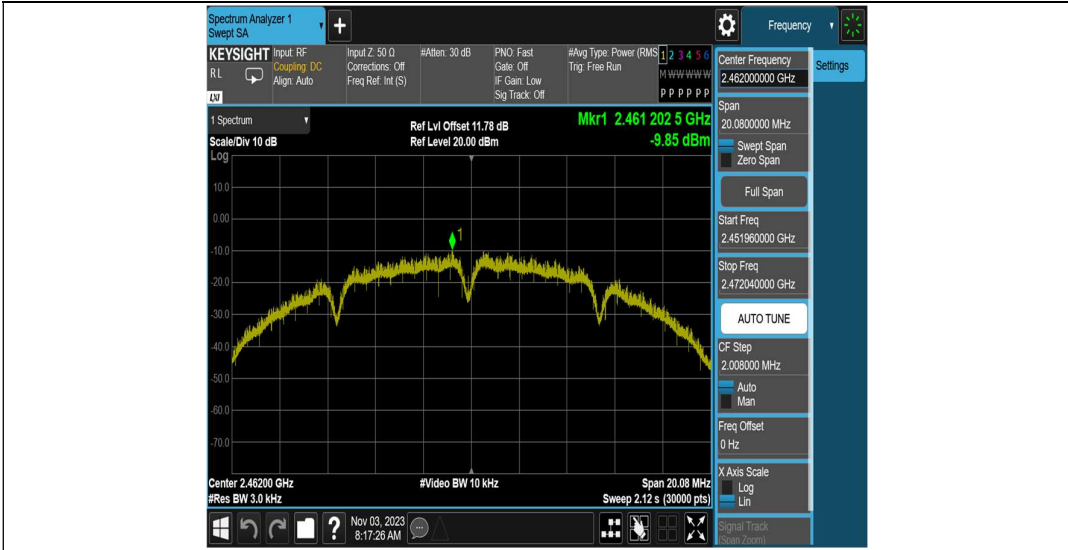 Spectrum Analyzer 1
Swept SA
+
Frequency
KEYSIGHT
RL
LXI
Input: RF
Coupling: DC
Align: Auto
Input Z: 50 Ω
Corrections: Off
Freq Ref: Int (S)
#Atten: 30 dB
PNO: Fast
Gate: Off
IF Gain: Low
Sig Track: Off
#Avg Type: Power (RMS
Trig: Free Run
1 2 3 4 5 6
M W W W W W
P P P P P P
Center Frequency
2.462000000 GHz
Settings
Span
20.0800000 MHz
Swept Span
Zero Span
Full Span
Start Freq
2.451960000 GHz
Stop Freq
2.472040000 GHz
AUTO TUNE
CF Step
2.008000 MHz
Auto
Man
Freq Offset
0 Hz
X Axis Scale
Log
Lin
Signal Track
(Span Zoom)
1 Spectrum
Scale/Div 10 dB
Log
Ref Lvl Offset 11.78 dB
Ref Level 20.00 dBm
Mkr1 2.461 202 5 GHz
-9.85 dBm
10.0
0.00
-10.0
-20.0
-30.0
-40.0
-50.0
-60.0
-70.0
1
Center 2.46200 GHz
#Res BW 3.0 kHz
#Video BW 10 kHz
Span 20.08 MHz
Sweep 2.12 s (30000 pts)
?
Nov 03, 2023
8:17:26 AM